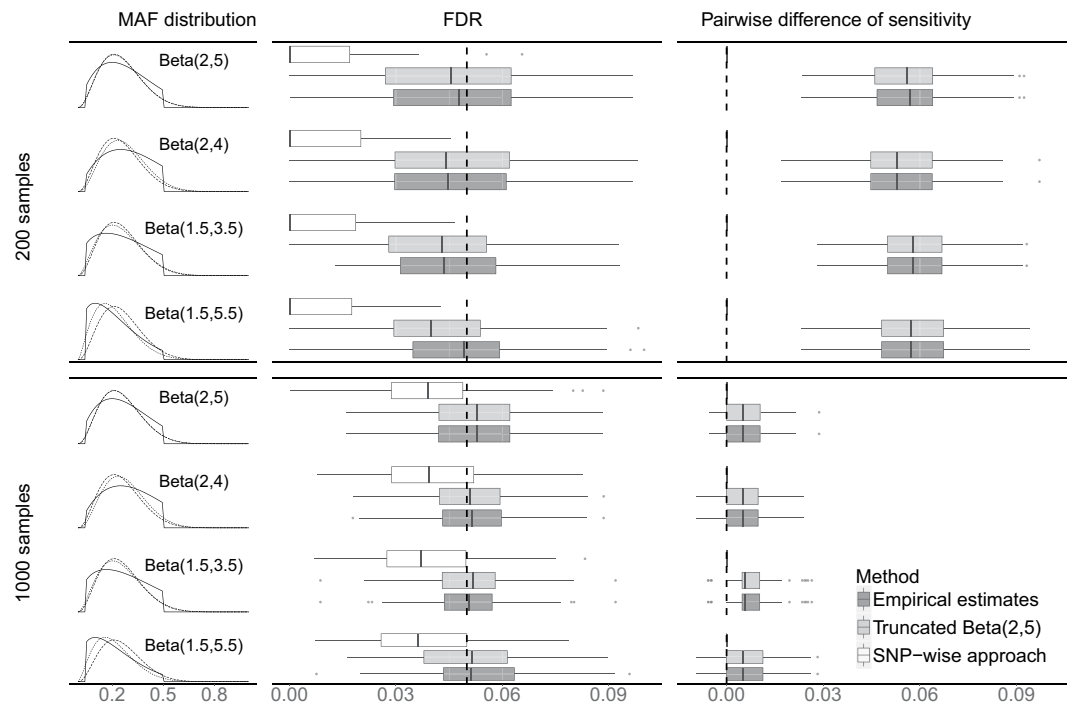 MAF distribution
FDR
Pairwise difference of sensitivity
200 samples
Beta(2,5)
Beta(2,4)
Beta(1.5,3.5)
Beta(1.5,5.5)
1000 samples
Beta(2,5)
Beta(2,4)
Beta(1.5,3.5)
Beta(1.5,5.5)
Method
Empirical estimates
Truncated Beta(2,5)
SNP−wise approach
0.2 0.5 0.8
0.00 0.03 0.06 0.09
0.00 0.03 0.06 0.09